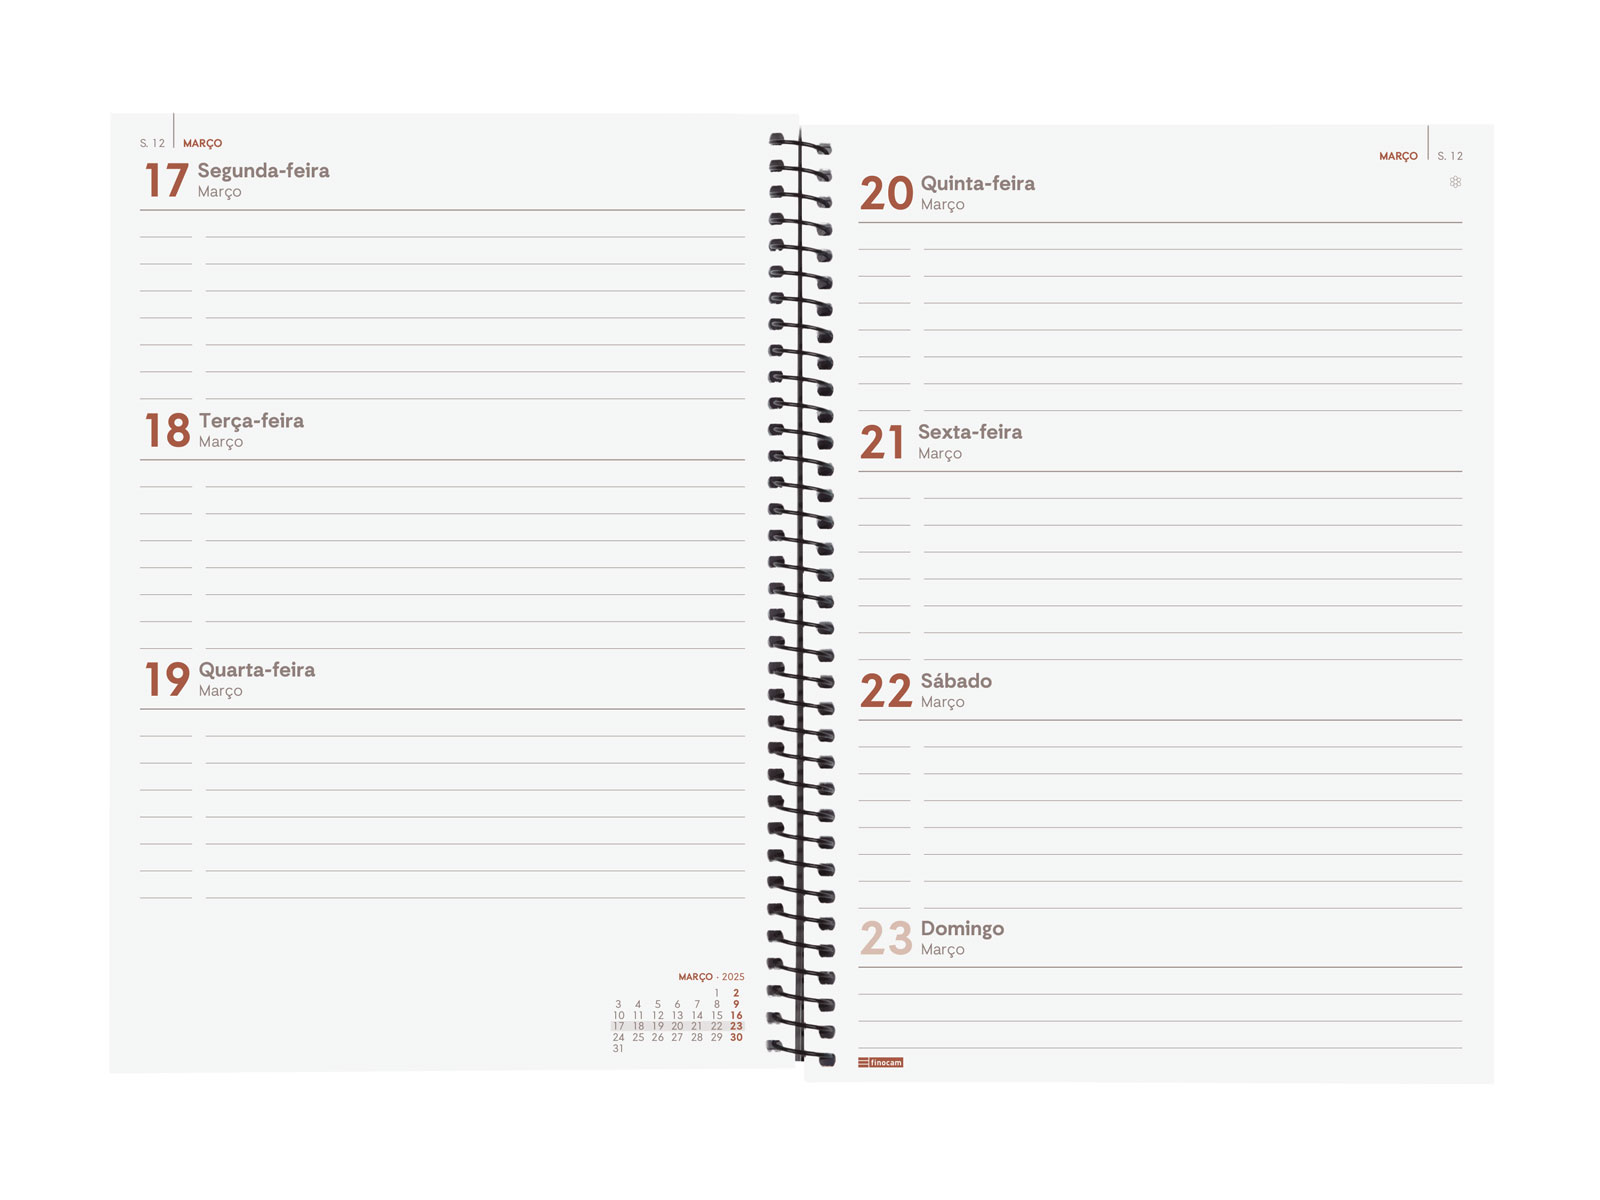 S. 12 MARÇO
17 Segunda-feira
Março
18 Terça-feira
Março
19 Quarta-feira
Março
MARÇO · 2025
1 2
3 4 5 6 7 8 9
10 11 12 13 14 15 16
17 18 19 20 21 22 23
24 25 26 27 28 29 30
31
MARÇO S. 12
20 Quinta-feira
Março
21 Sexta-feira
Março
22 Sábado
Março
23 Domingo
Março
finocam